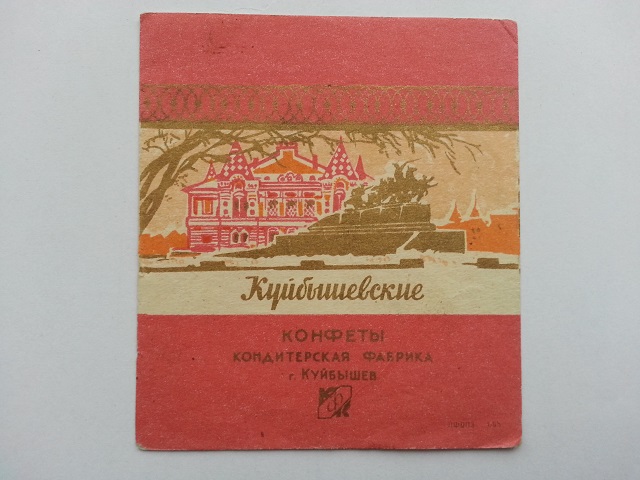 Куйбышевские
КОНФЕТЫ
КОНДИТЕРСКАЯ ФАБРИКА
г. КУЙБЫШЕВ